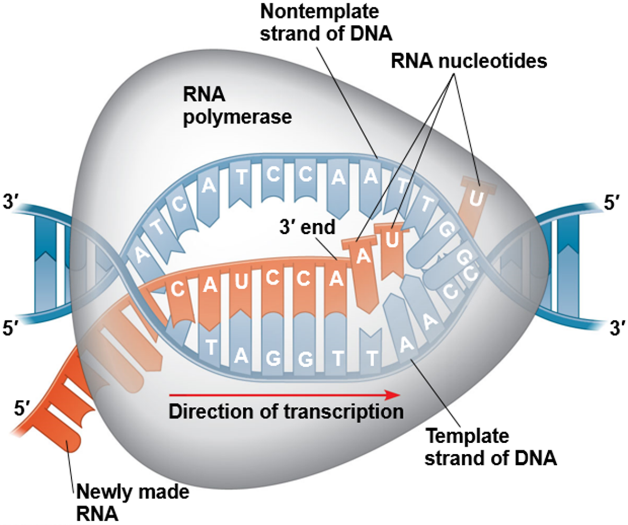 Nontemplate
strand of DNA
RNA nucleotides
RNA
polymerase
3′
5′
A T C A T C C A A T T G G
U
3′ end
C A U C C A A U
C C
5′
3′
T A G G T T A A
5′
Direction of transcription
Template
strand of DNA
Newly made
RNA